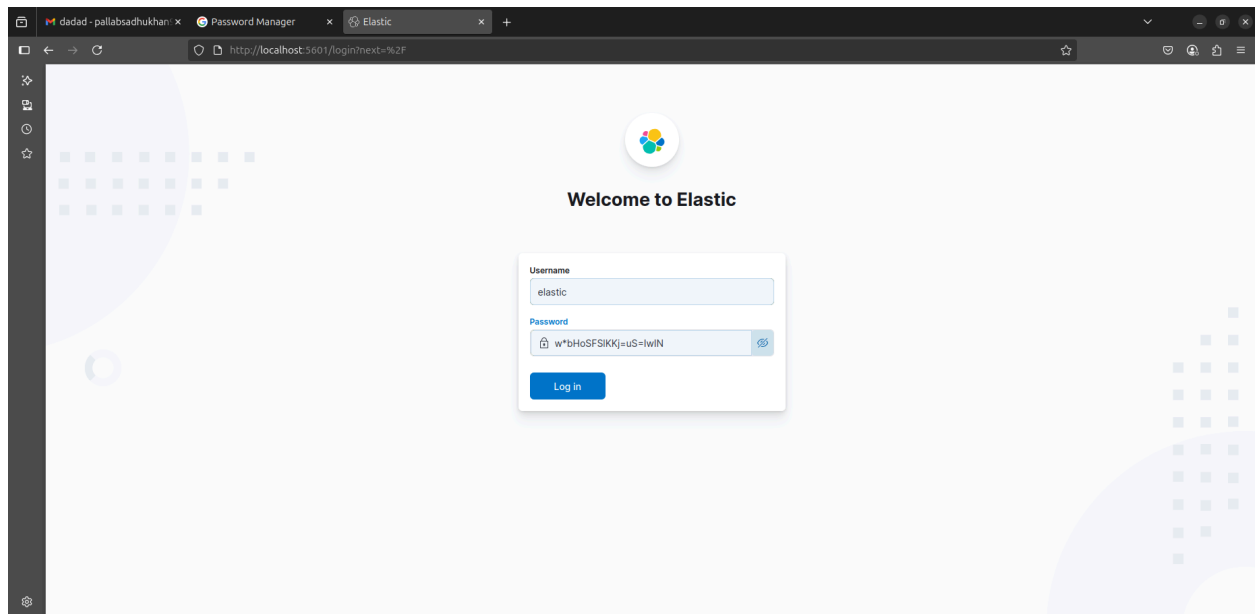 dadad - pallabsadhukhan
Password Manager
Elastic
http://localhost:5601/login?next=%2F
Welcome to Elastic
Username
elastic
Password
Log in